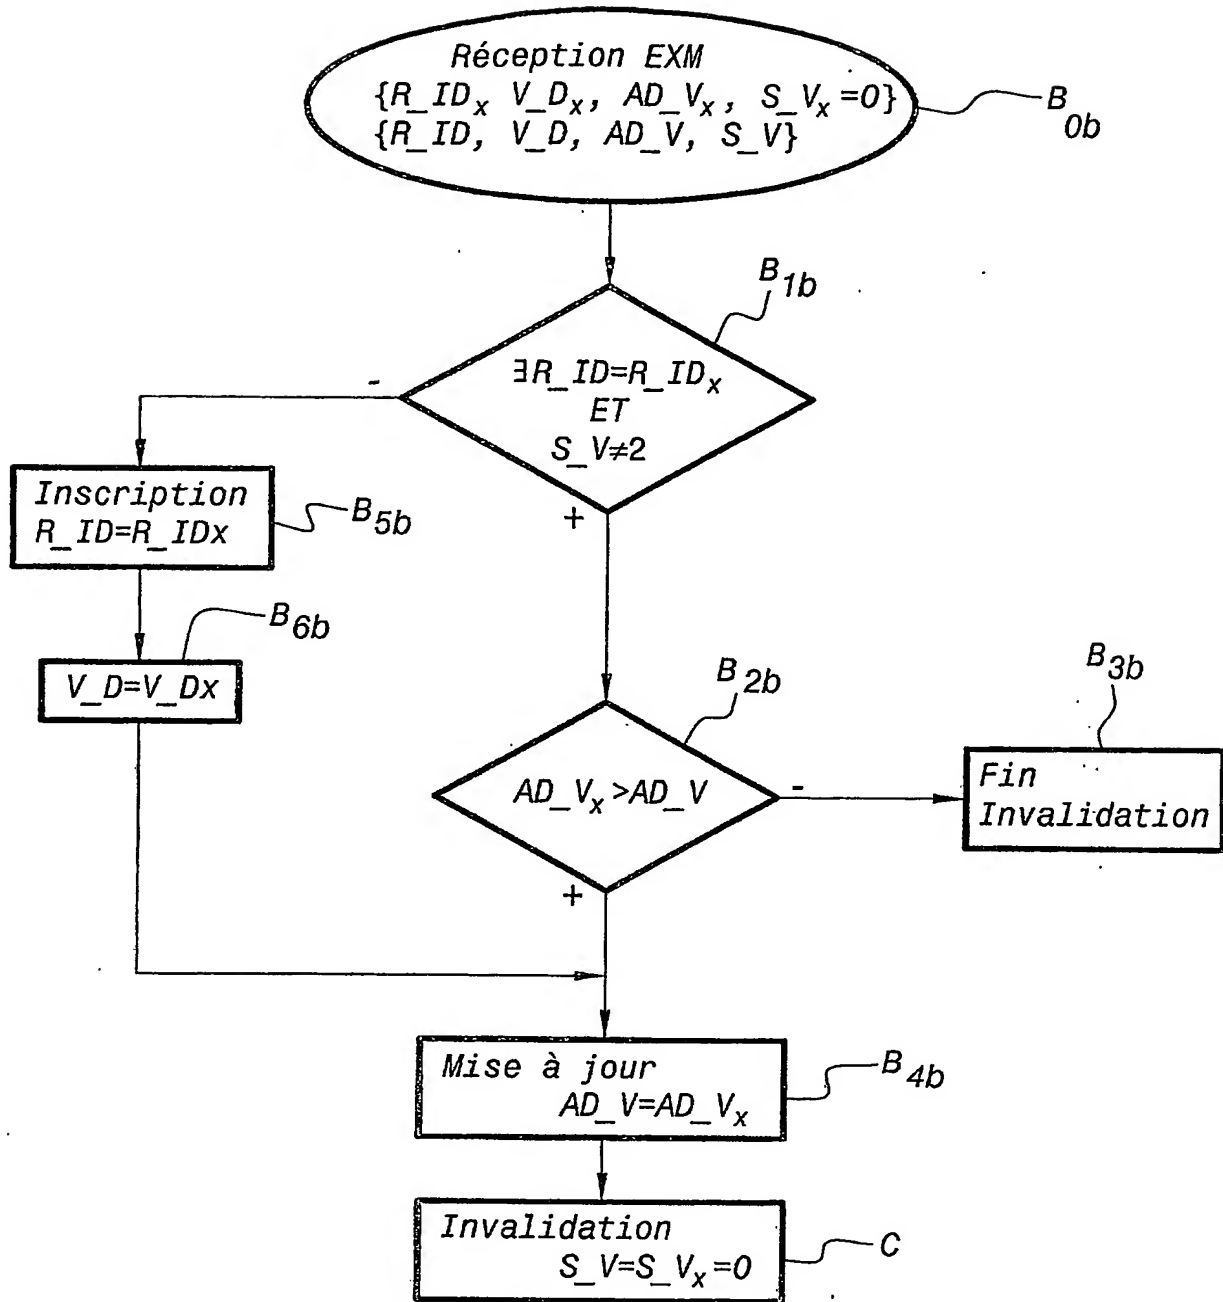 Réception EXM
{R_IDx V_Dx, AD_Vx, S_Vx=0}
{R_ID, V_D, AD_V, S_V}
B0b
B1b
∃R_ID=R_IDx
ET
S_V≠2
-
+
Inscription
R_ID=R_IDx
B5b
B6b
V_D=V_Dx
B2b
AD_Vx>AD_V
-
+
B3b
Fin
Invalidation
Mise à jour
AD_V=AD_Vx
B4b
Invalidation
S_V=S_Vx=0
C